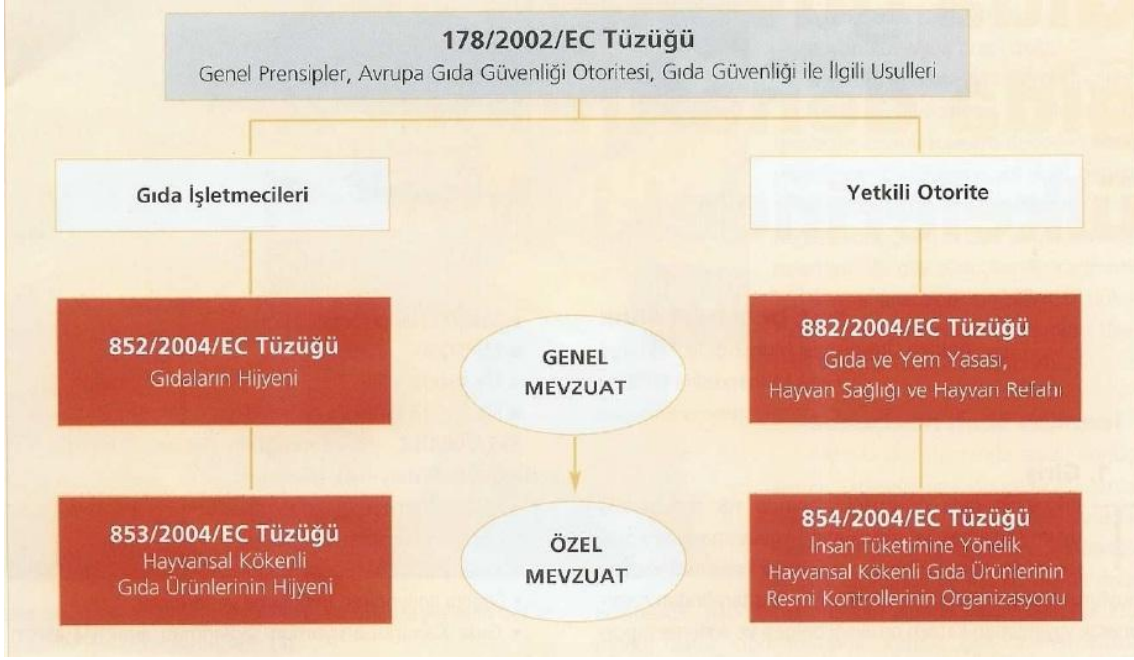 178/2002/EC Tüzüğü
Genel Prensipler, Avrupa Gıda Güvenliği Otoritesi, Gıda Güvenliği ile İlgili Usulleri
Gıda İşletmecileri
Yetkili Otorite
852/2004/EC Tüzüğü
Gıdaların Hijyeni
GENEL
MEVZUAT
882/2004/EC Tüzüğü
Gıda ve Yem Yasası,
Hayvan Sağlığı ve Hayvan Refahı
853/2004/EC Tüzüğü
Hayvansal Kökenli
Gıda Ürünlerinin Hijyeni
ÖZEL
MEVZUAT
854/2004/EC Tüzüğü
İnsan Tüketimine Yönelik
Hayvansal Kökenli Gıda Ürünlerinin
Resmi Kontrollerinin Organizasyonu
1. Giriş